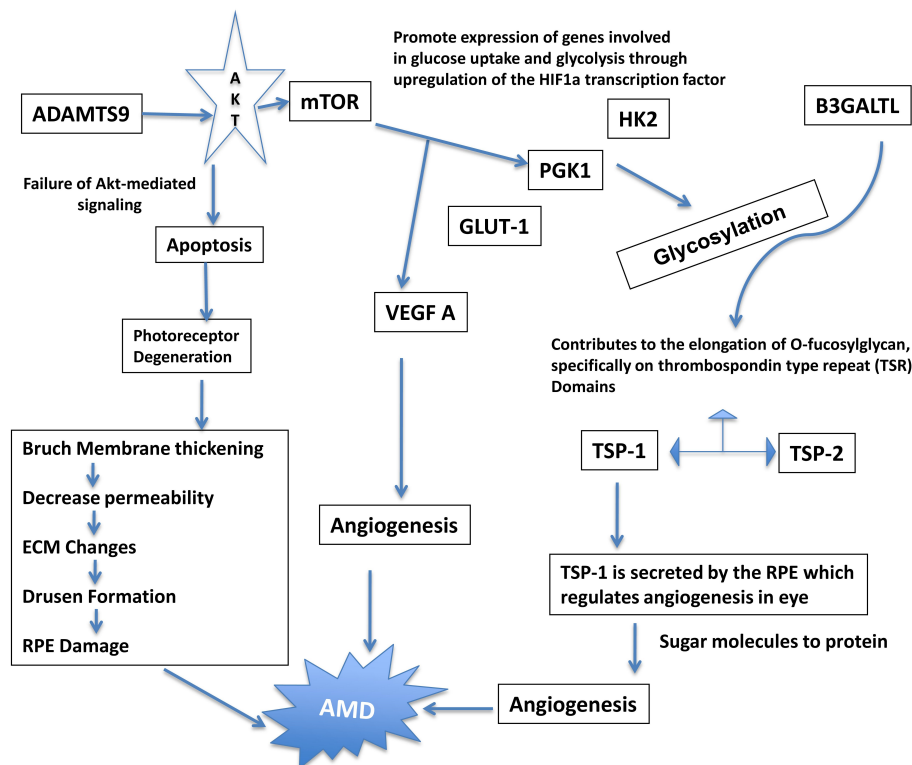 Promote expression of genes involved
in glucose uptake and glycolysis through
upregulation of the HIF1a transcription factor
A
K
T
ADAMTS9
mTOR
HK2
B3GALTL
PGK1
Failure of Akt-mediated
signaling
GLUT-1
Glycosylation
Apoptosis
VEGF A
Photoreceptor
Degeneration
Contributes to the elongation of O-fucosylglycan,
specifically on thrombospondin type repeat (TSR)
Domains
Bruch Membrane thickening
Decrease permeability
ECM Changes
Drusen Formation
RPE Damage
TSP-1
TSP-2
Angiogenesis
TSP-1 is secreted by the RPE which
regulates angiogenesis in eye
Sugar molecules to protein
Angiogenesis
AMD